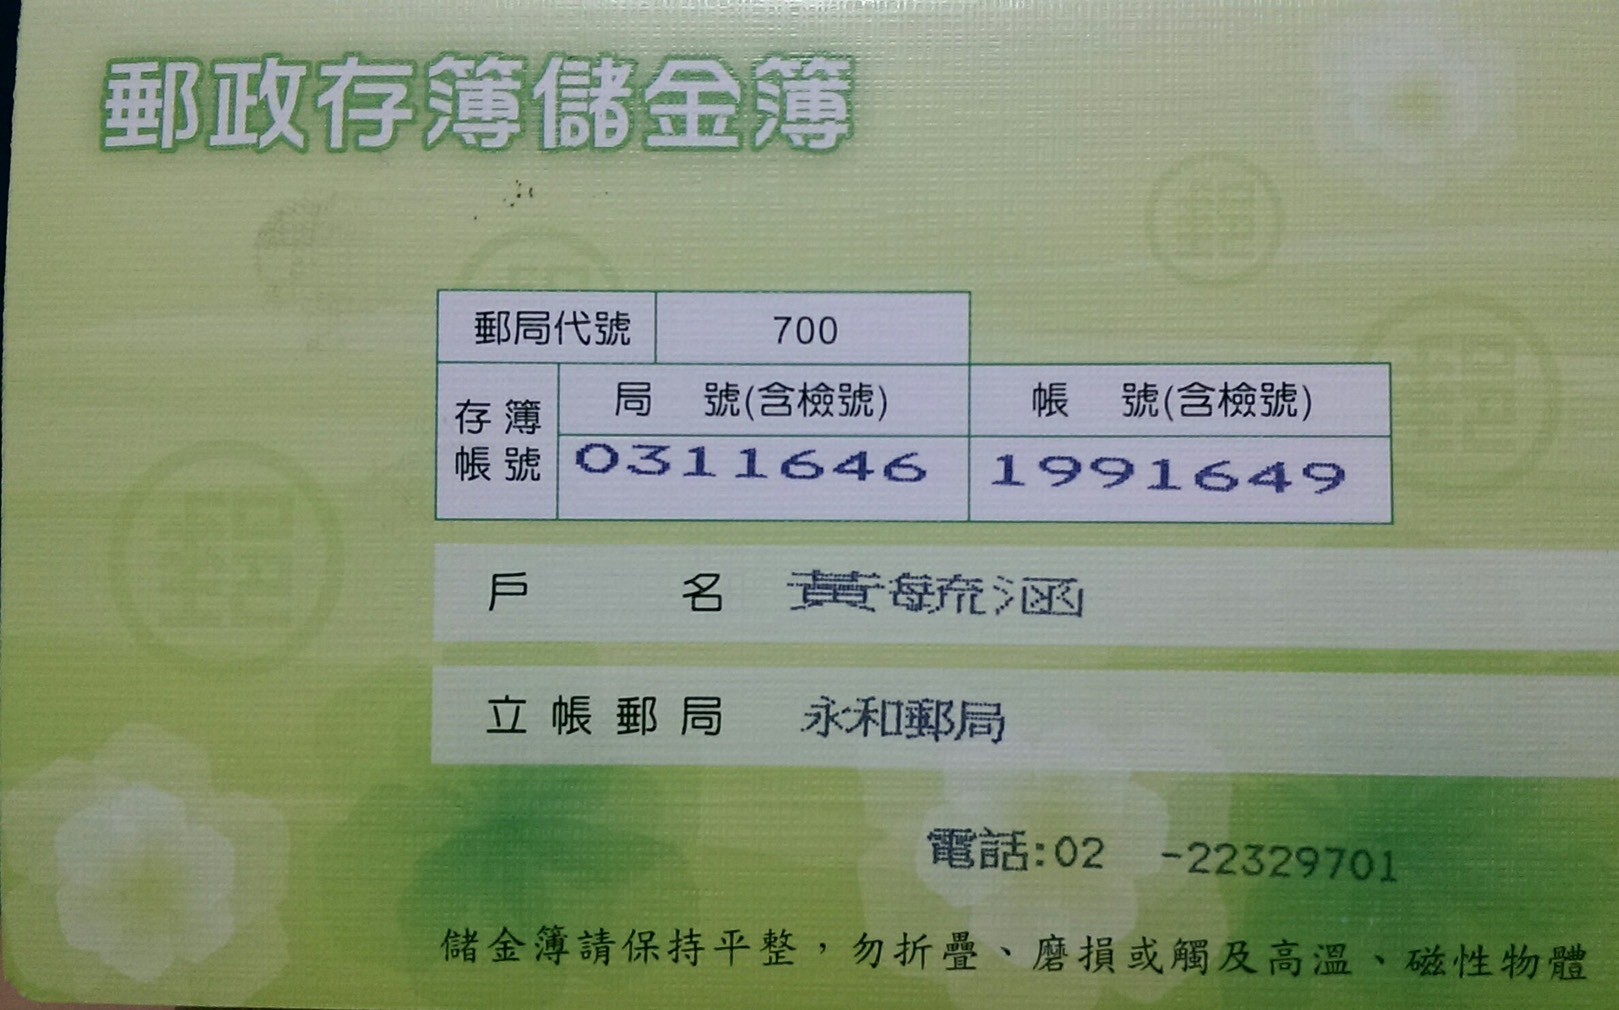 郵政存簿儲金簿
郵局代號 700
存簿帳號 局 號(含檢號) 帳 號(含檢號)
0311646 1991649
戶 名 黃毓涵
立帳郵局 永和郵局
電話:02 -22329701
儲金簿請保持平整，勿折疊、磨損或觸及高溫、磁性物體